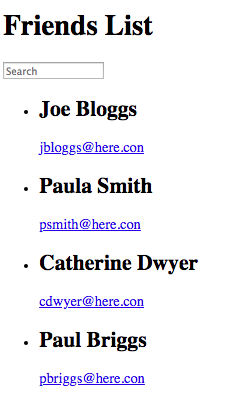 Friends List
Search
Joe Bloggs
jbloggs@here.con
Paula Smith
psmith@here.con
Catherine Dwyer
cdwyer@here.con
Paul Briggs
pbriggs@here.con